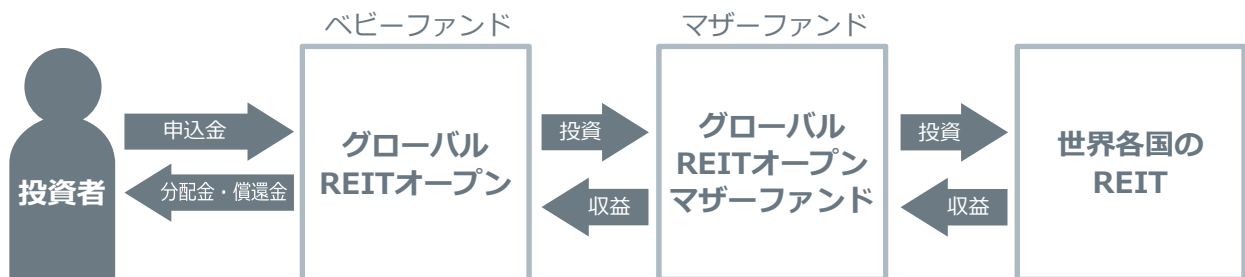 ベビーファンド
マザーファンド
投資者
申込金
分配金・償還金
グローバル
REITオープン
投資
収益
グローバル
REITオープン
マザーファンド
投資
収益
世界各国の
REIT